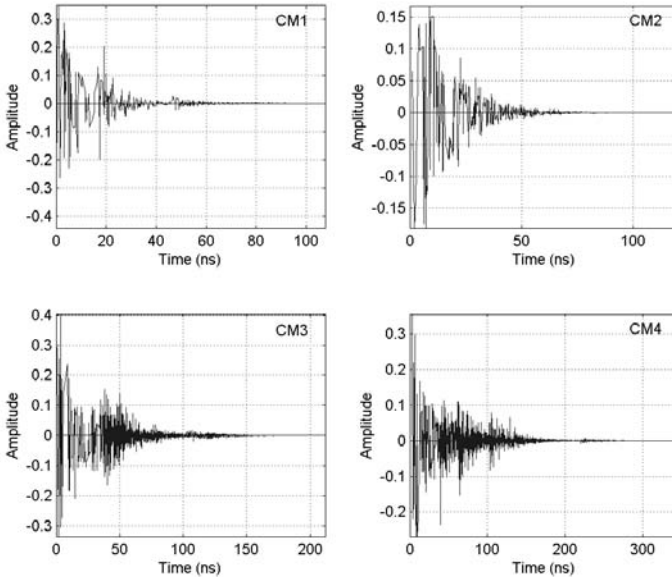 CM1
Amplitude
0.3
0.2
0.1
0
-0.1
-0.2
-0.3
-0.4
0 20 40 60 80 100
Time (ns)
CM2
Amplitude
0.15
0.1
0.05
0
-0.05
-0.1
-0.15
0 50 100
Time (ns)
CM3
Amplitude
0.4
0.3
0.2
0.1
0
-0.1
-0.2
-0.3
0 50 100 150 200
Time (ns)
CM4
Amplitude
0.3
0.2
0.1
0
-0.1
-0.2
0 100 200 300
Time (ns)